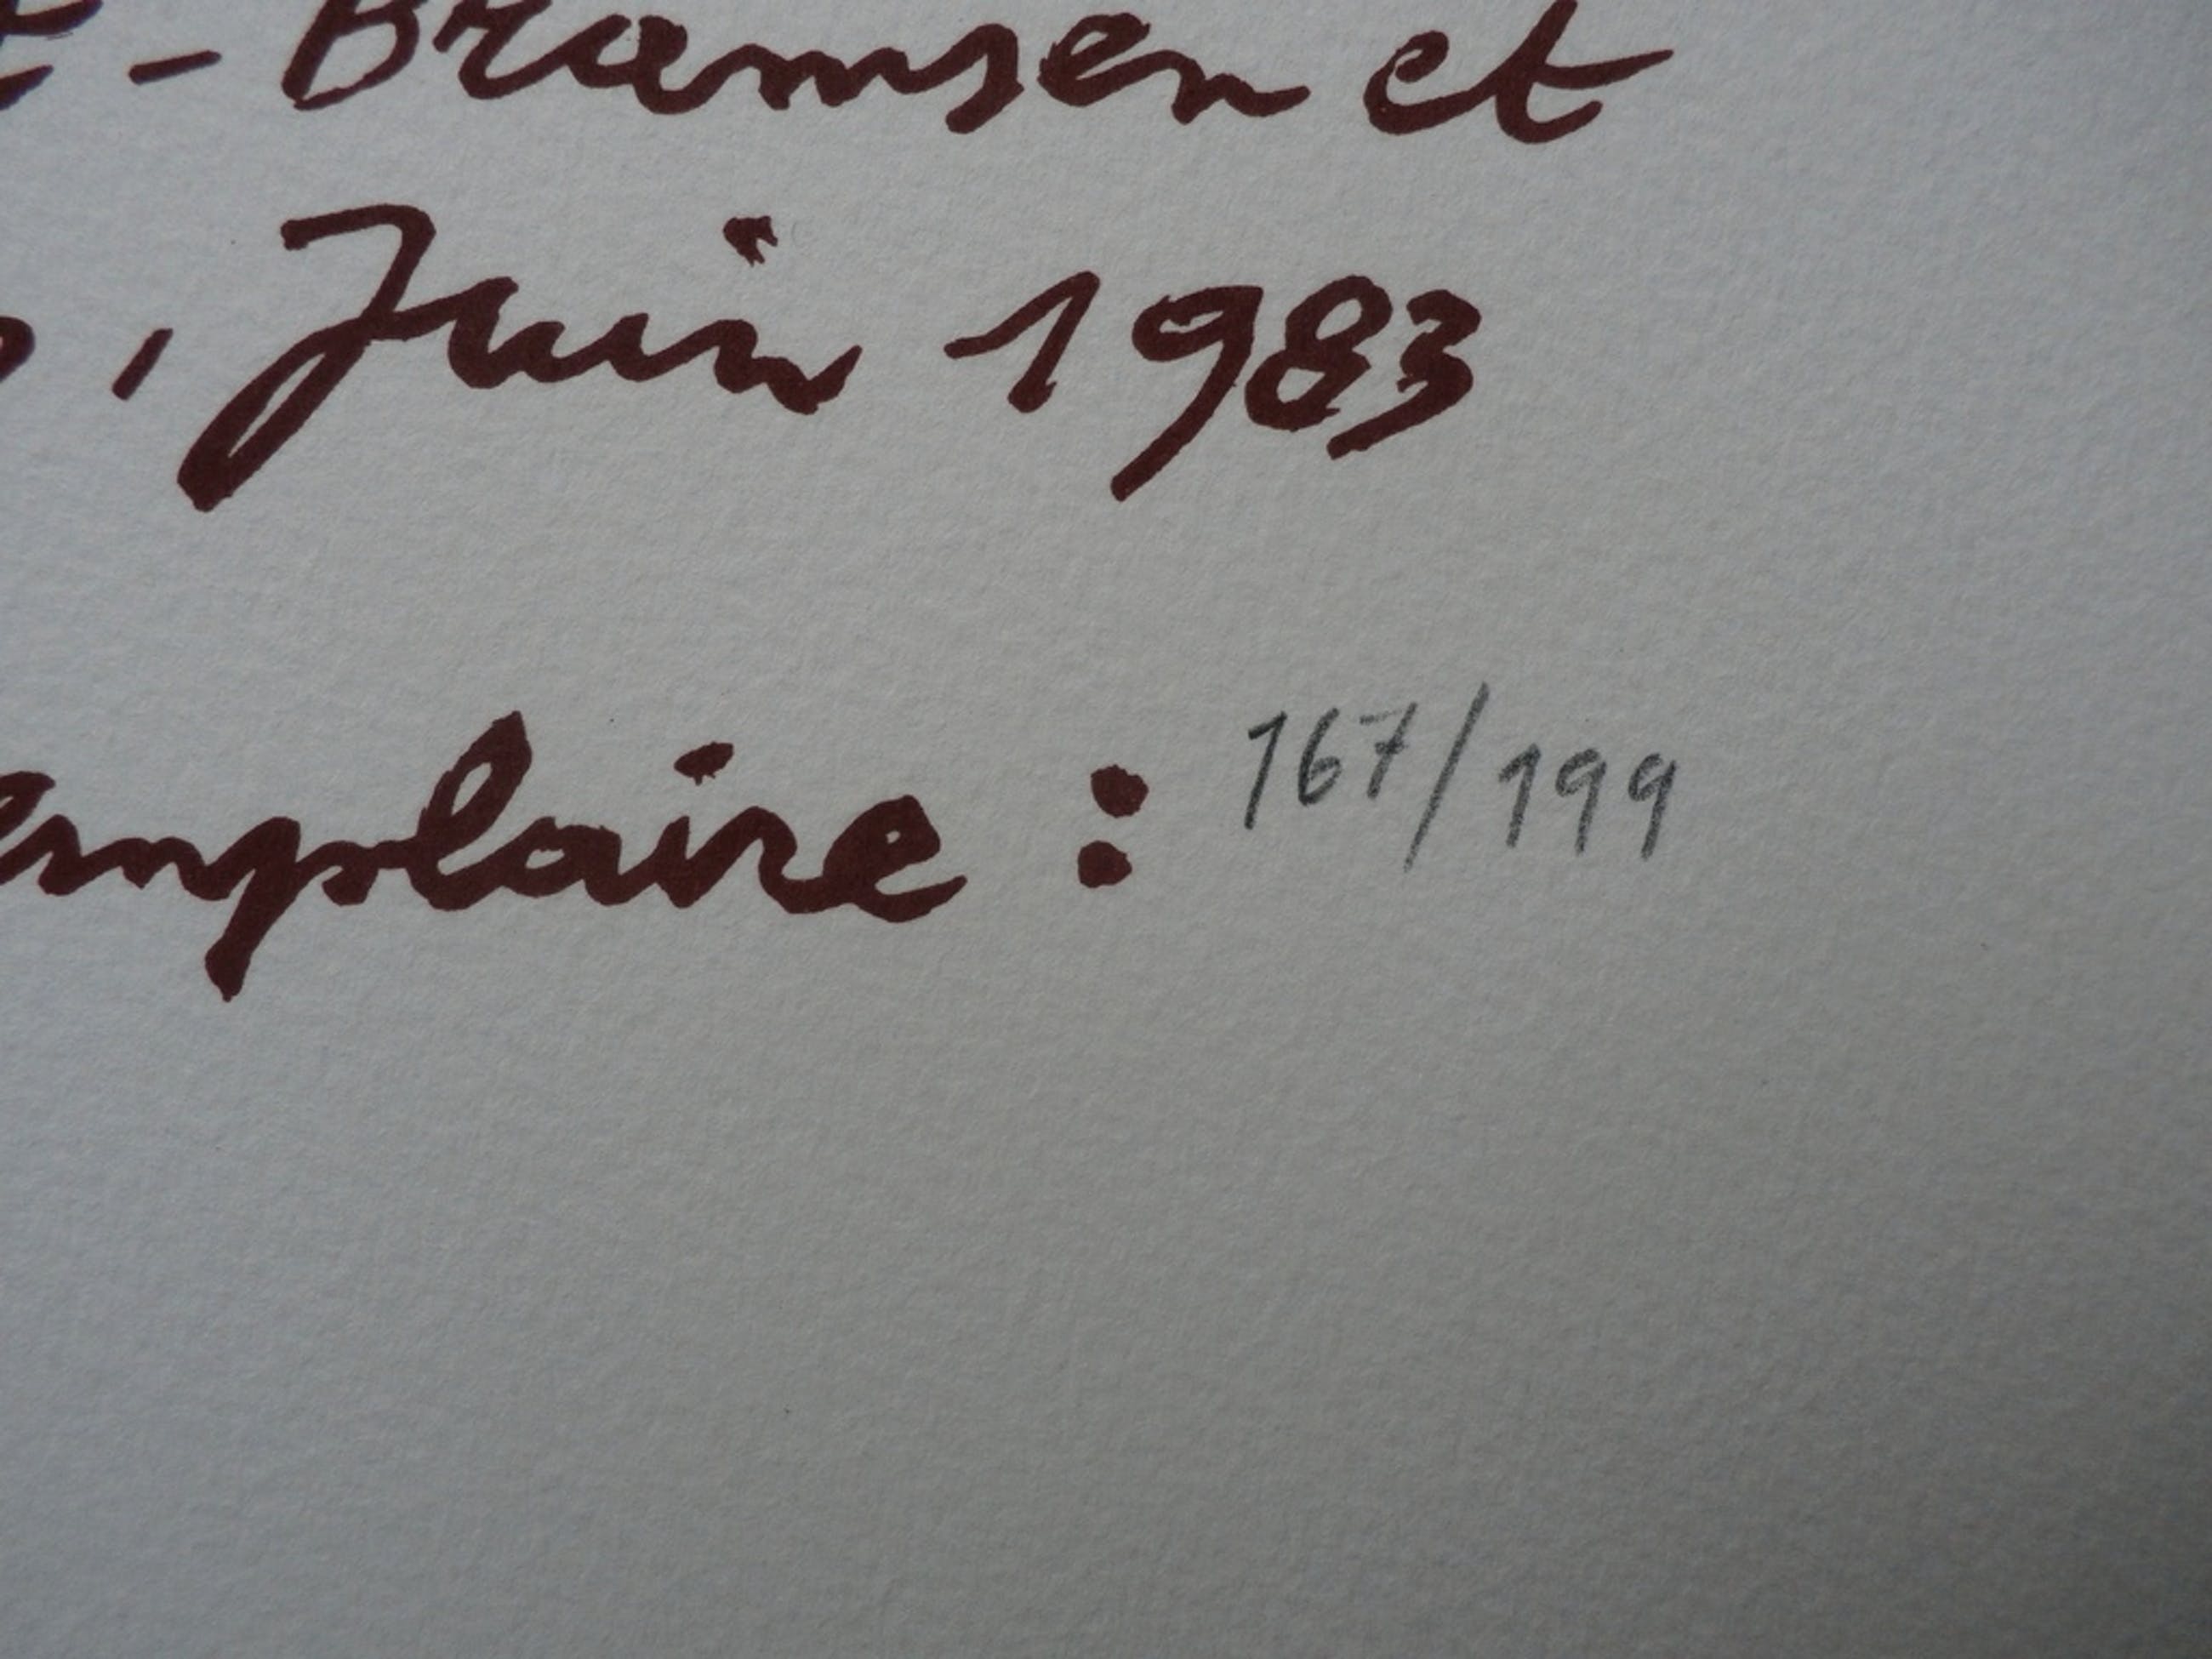 - Bramsen et
, Juin 1983
emplaire : 167/199